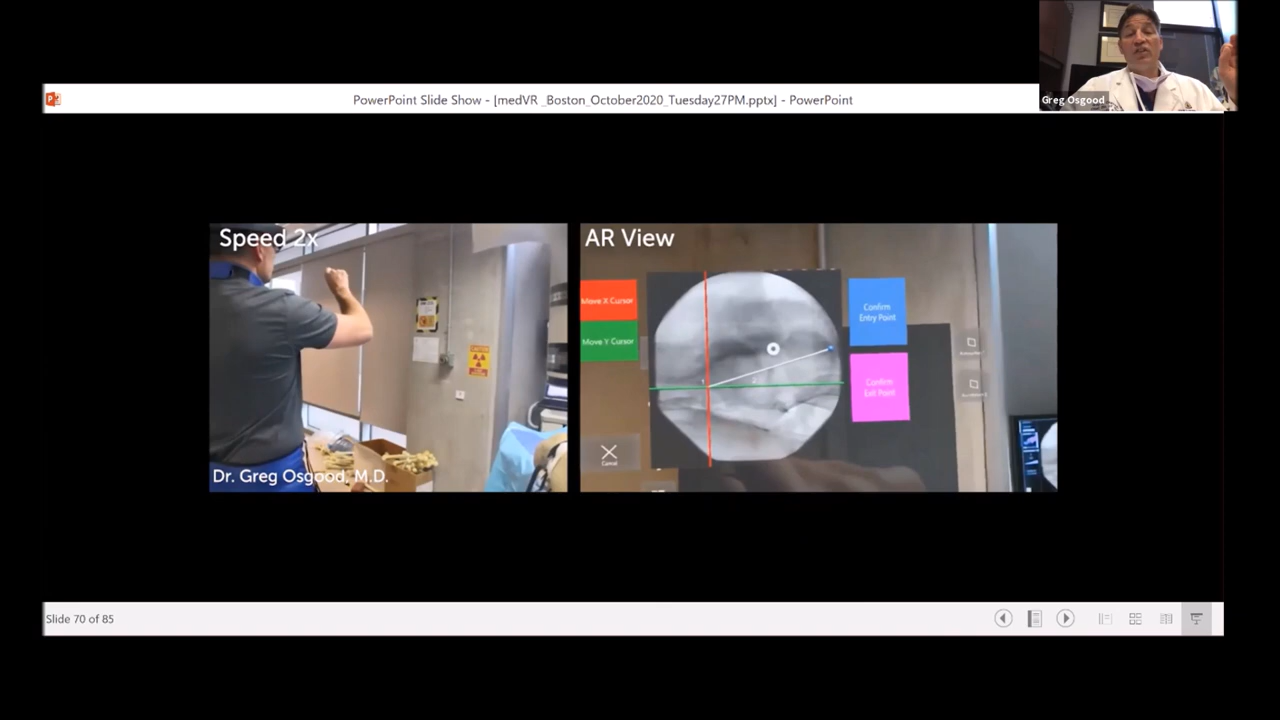 PowerPoint Slide Show - [medVR _Boston_October2020_Tuesday27PM.pptx] - PowerPoint
Greg Osgood
Speed 2x
AR View
Move X Cursor
Move Y Cursor
Confirm
Entry Point
Confirm
Exit Point
Cancel
CAUTION
Dr. Greg Osgood, M.D.
Slide 70 of 85